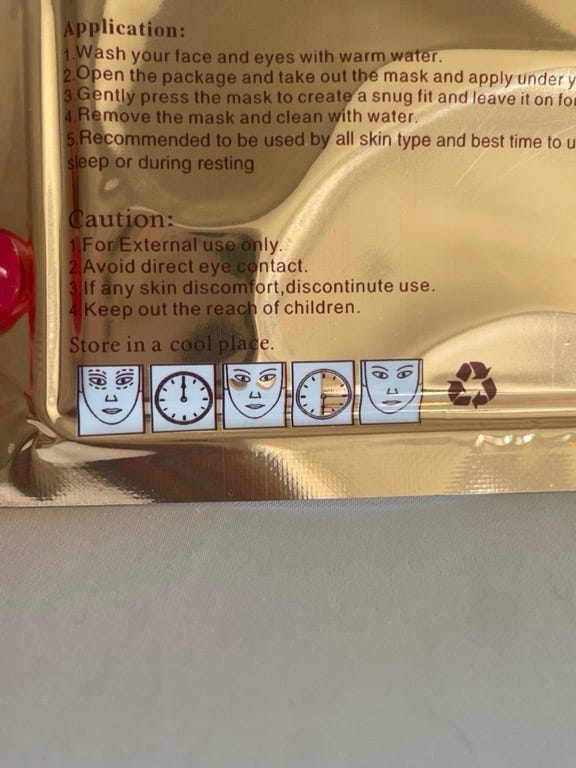 Application:
1.Wash your face and eyes with warm water.
2.Open the package and take out the mask and apply under
3.Gently press the mask to create a snug fit and leave it on
4.Remove the mask and clean with water.
5.Recommended to be used by all skin type and best time to
sleep or during resting
Caution:
1.For External use only.
2.Avoid direct eye contact.
3.If any skin discomfort,discontinue use.
4.Keep out the reach of children.
Store in a cool place.